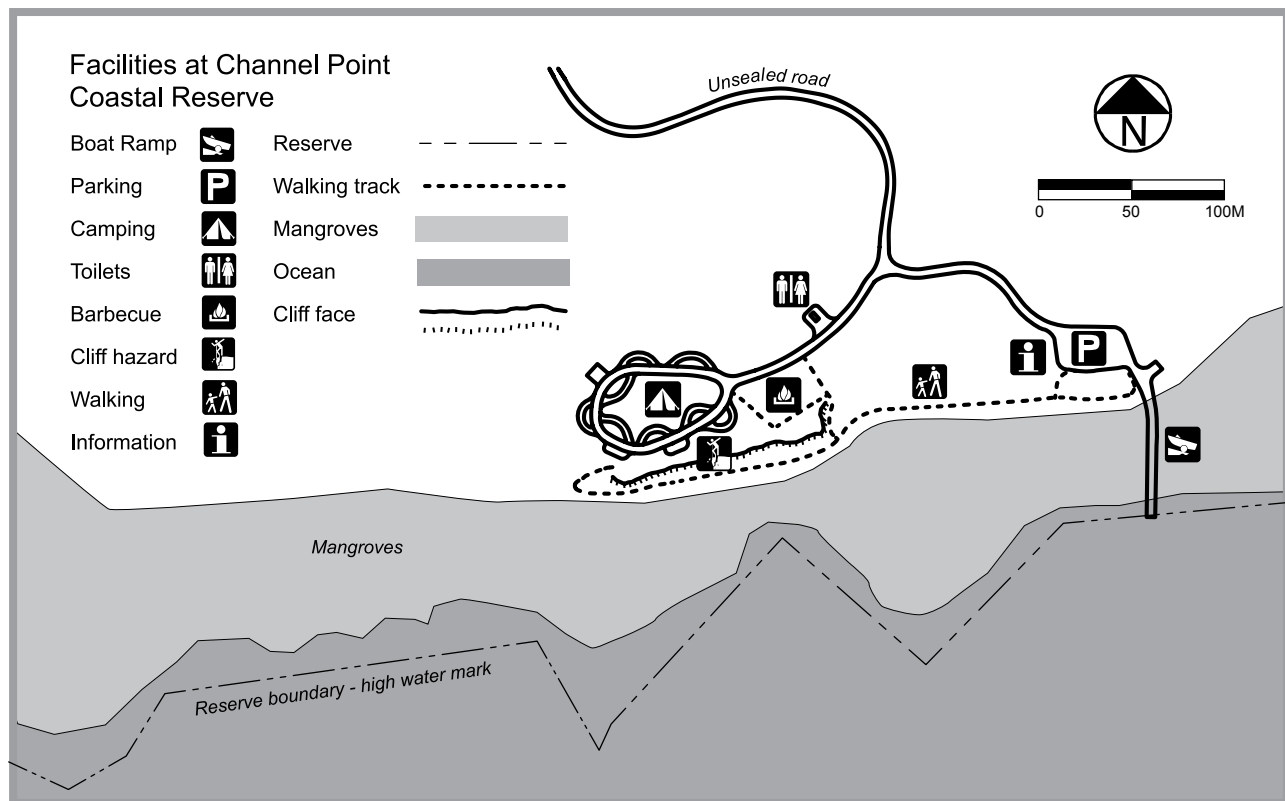 Facilities at Channel Point
Coastal Reserve
Boat Ramp
Reserve
Parking
P
Walking track
Camping
Mangroves
Toilets
Ocean
Barbecue
Cliff face
Cliff hazard
Walking
Information
i
Unsealed road
N
0 50 100M
i
P
Mangroves
Reserve boundary - high water mark